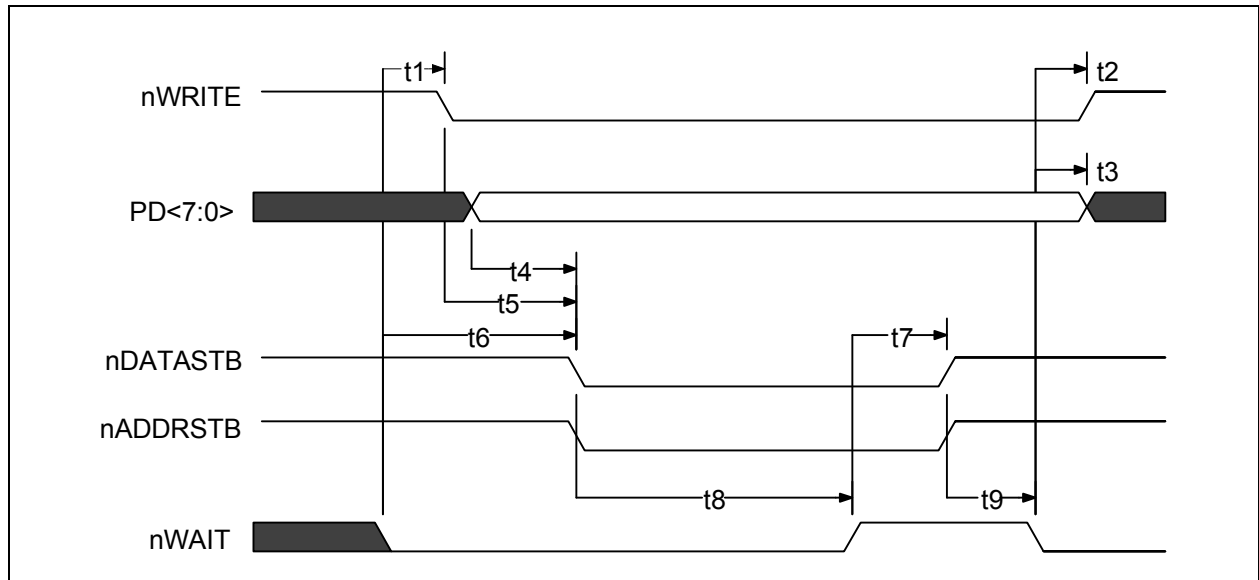 t1
t2
nWRITE
t3
PD<7:0>
t4
t5
t6
t7
nDATASTB
nADDRSTB
t8
t9
nWAIT